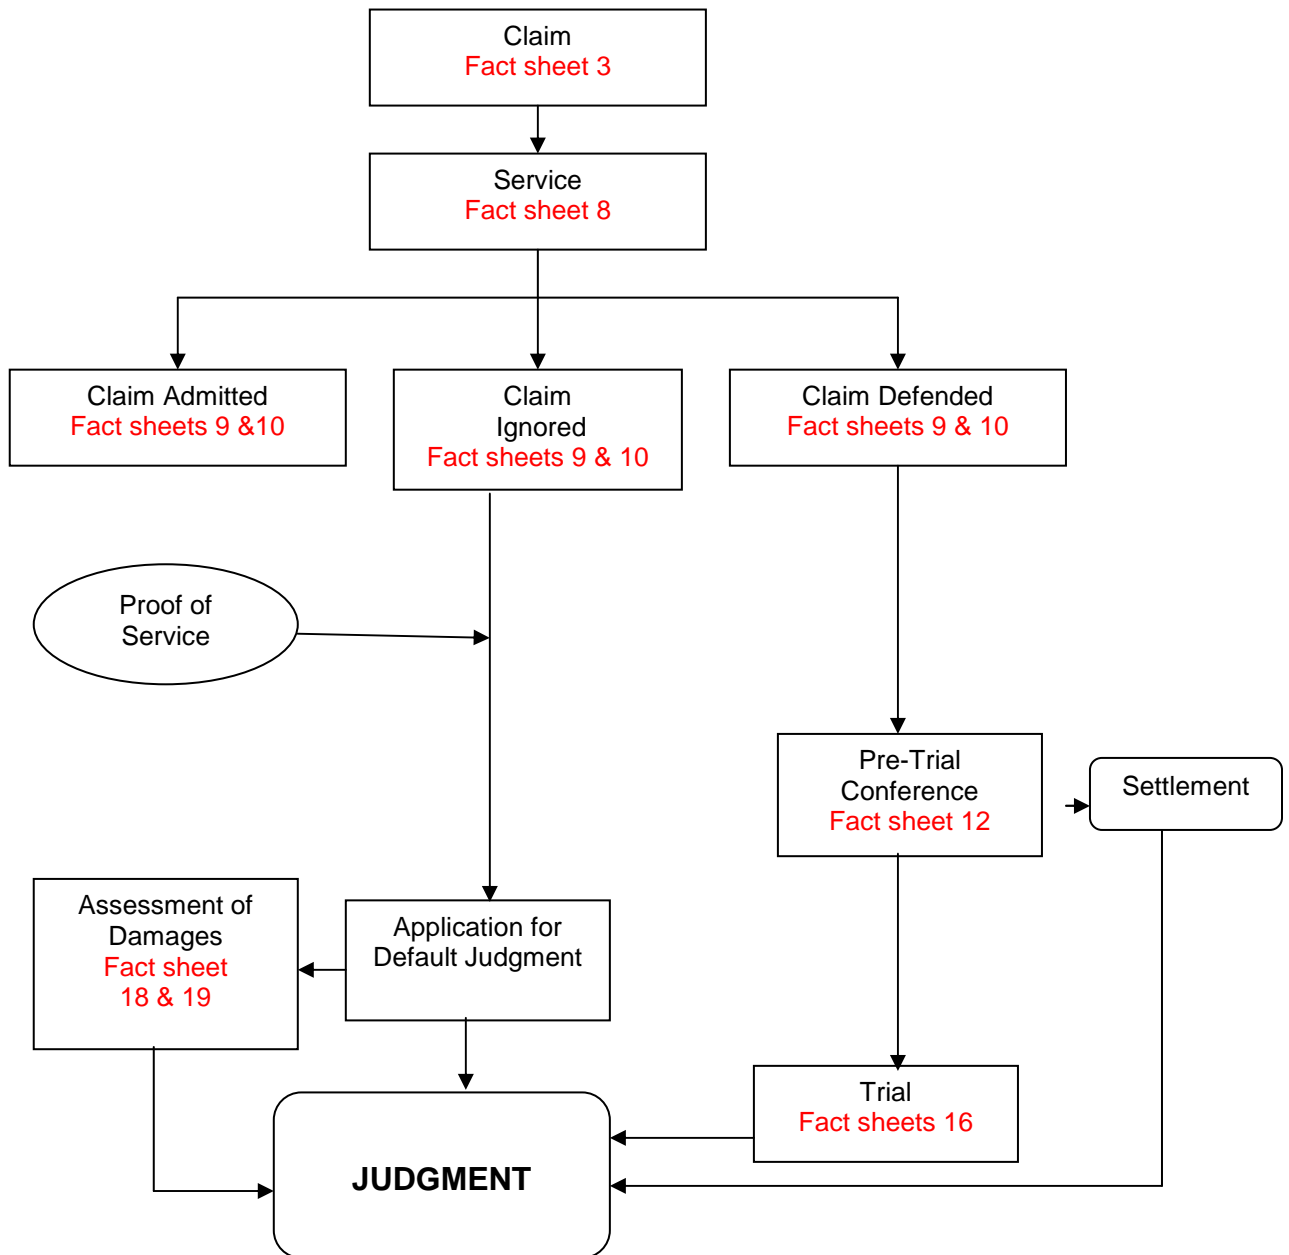 Claim
Fact sheet 3
Service
Fact sheet 8
Claim Admitted
Fact sheets 9 &10
Claim
Ignored
Fact sheets 9 & 10
Claim Defended
Fact sheets 9 & 10
Proof of
Service
Pre-Trial
Conference
Fact sheet 12
Settlement
Assessment of
Damages
Fact sheet
18 & 19
Application for
Default Judgment
Trial
Fact sheets 16
JUDGMENT